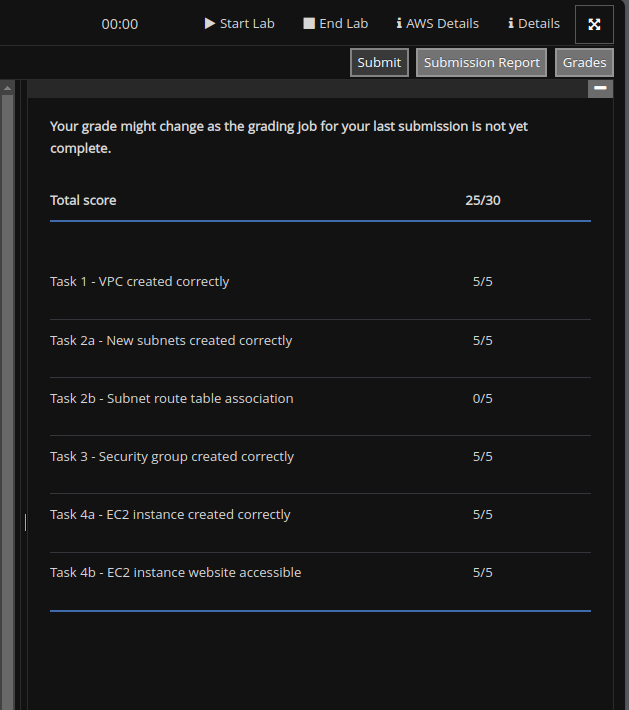 00:00 Start Lab End Lab AWS Details Details
Submit Submission Report Grades
Your grade might change as the grading job for your last submission is not yet
complete.
Total score 25/30
Task 1 - VPC created correctly 5/5
Task 2a - New subnets created correctly 5/5
Task 2b - Subnet route table association 0/5
Task 3 - Security group created correctly 5/5
Task 4a - EC2 instance created correctly 5/5
Task 4b - EC2 instance website accessible 5/5